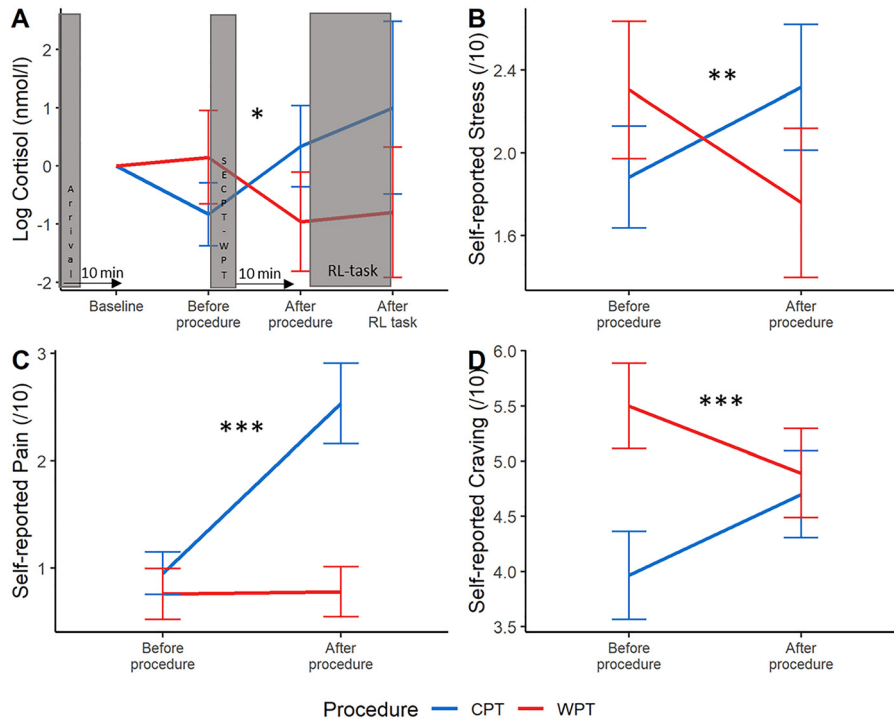 A
Log Cortisol (nmol/l)
2
1
0
-1
-2
Arrival
SECPT-WPT
*
10 min
10 min
RL-task
Baseline
Before
procedure
After
procedure
After
RL task
B
Self-reported Stress (/10)
2.4
2.0
1.6
**
Before
procedure
After
procedure
C
Self-reported Pain (/10)
3
2
1
***
Before
procedure
After
procedure
D
Self-reported Craving (/10)
6.0
5.5
5.0
4.5
4.0
3.5
***
Before
procedure
After
procedure
Procedure CPT WPT